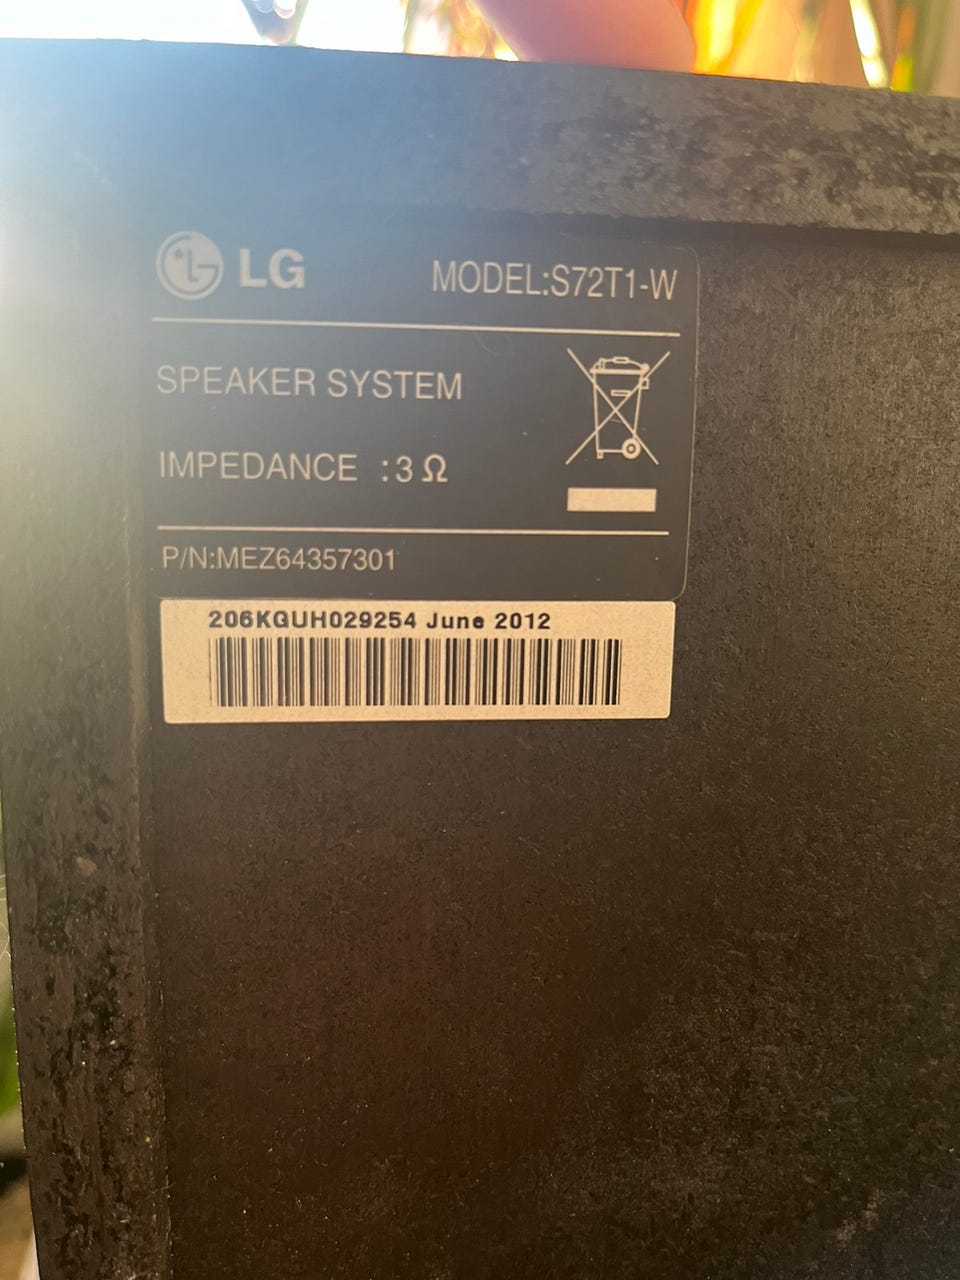 LG MODEL:S72T1-W
SPEAKER SYSTEM
IMPEDANCE :3 Ω
P/N:MEZ64357301
206KGUH029254 June 2012